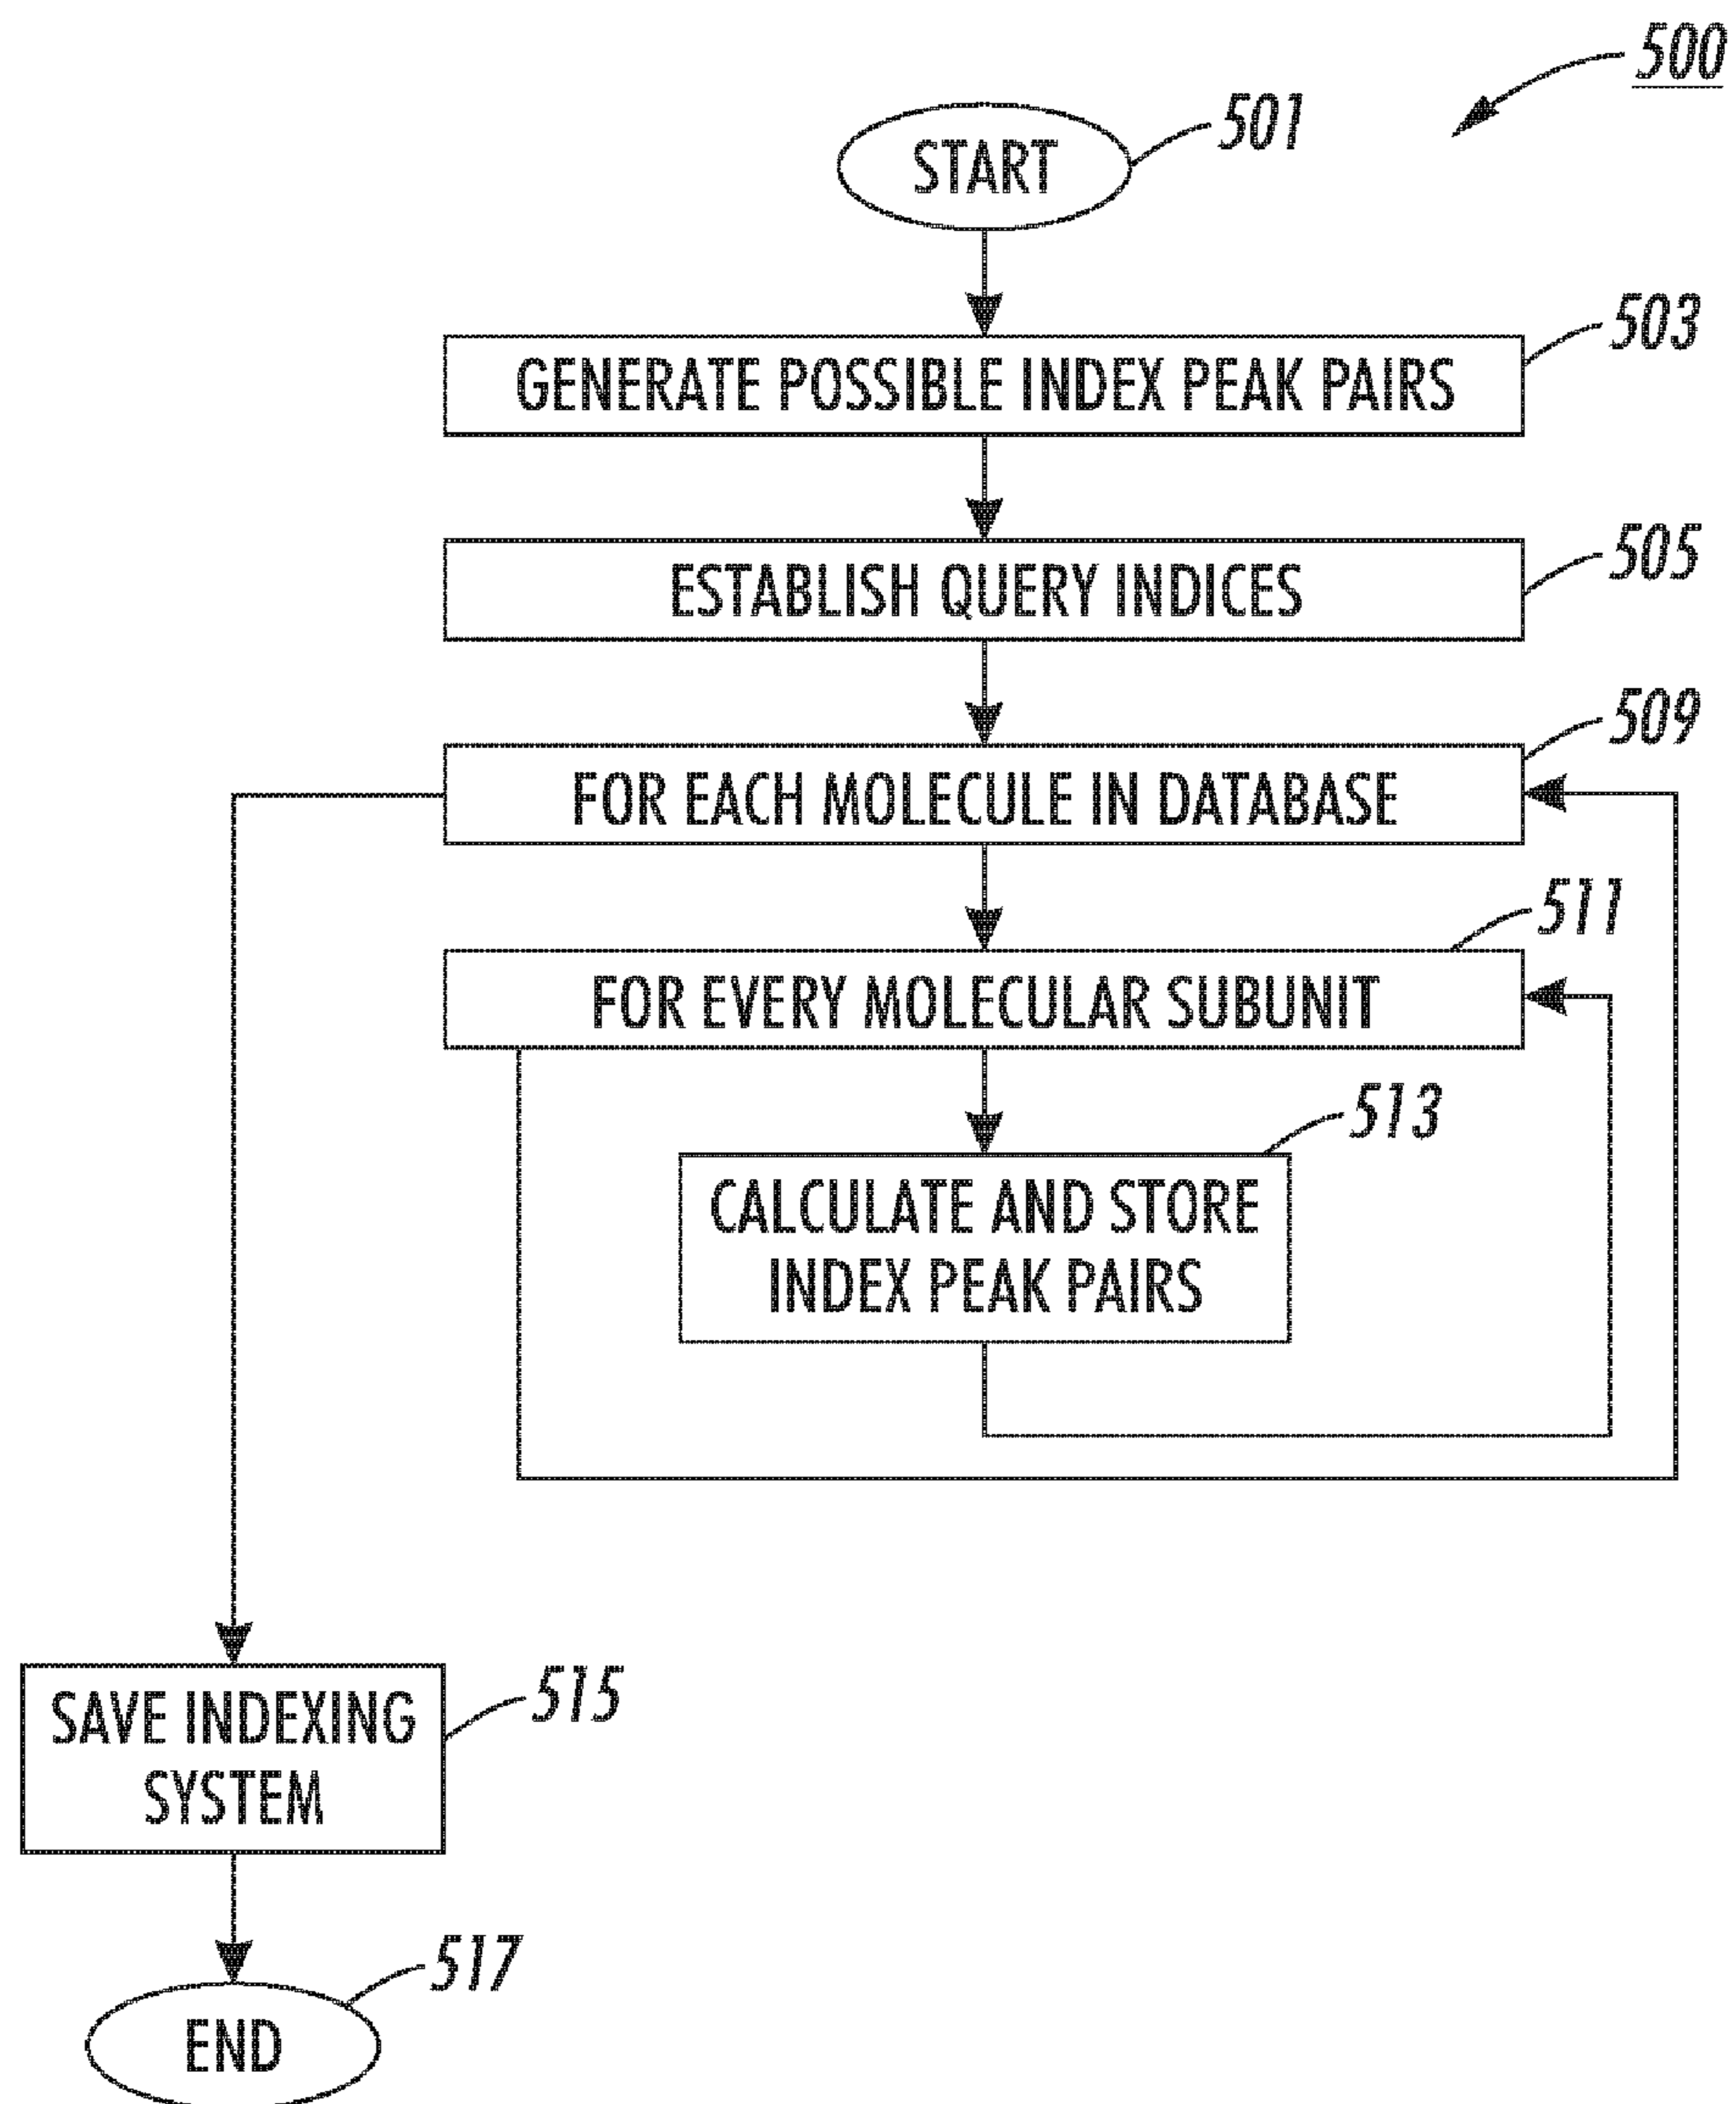 500
START
501
GENERATE POSSIBLE INDEX PEAK PAIRS
503
ESTABLISH QUERY INDICES
505
FOR EACH MOLECULE IN DATABASE
509
FOR EVERY MOLECULAR SUBUNIT
511
CALCULATE AND STORE
INDEX PEAK PAIRS
513
SAVE INDEXING
SYSTEM
515
END
517